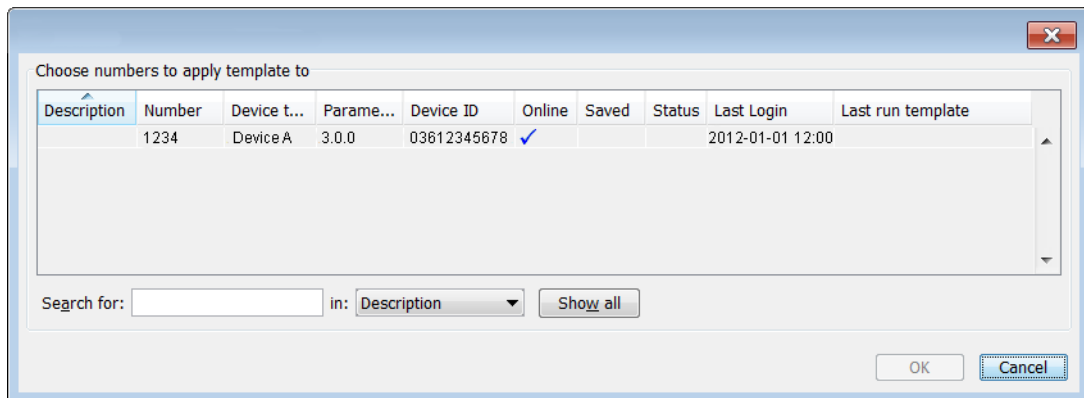 Choose numbers to apply template to
Description Number Device t... Parame... Device ID Online Saved Status Last Login Last run template
1234 Device A 3.0.0 03612345678 2012-01-01 12:00
Search for: in: Description Show all
OK Cancel